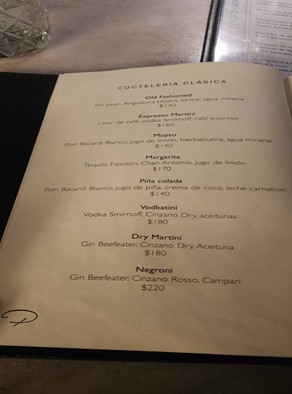 COCTELERÍA CLÁSICA
Old Fashioned
Jim bean, Angostura bitters, azúcar agua mineral
$140
Expresso Martini
Licor de café, vodka Smirnoff, café expreso
$160
Mojito
Ron Bacardi Blanco, jugo de limón, hierbabuena, agua mineral
$140
Margarita
Tequila Espolón, Chan Antonio, jugo de limón
$170
Piña colada
Ron Bacardi Blanco, jugo de piña, crema de coco, leche carnation
$140
Vodkatini
Vodka Smirnoff, Cinzano Dry, aceitunas
$180
Dry Martini
Gin Beefeater, Cinzano Dry, Aceituna
$180
Negroni
Gin Beefeater, Cinzano Rosso, Campari
$220